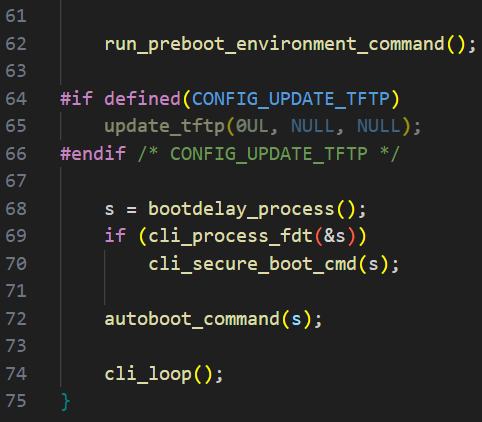 61
62 run_preboot_environment_command();
63
64 #if defined(CONFIG_UPDATE_TFTP)
65 update_tftp(0UL, NULL, NULL);
66 #endif /* CONFIG_UPDATE_TFTP */
67
68 s = bootdelay_process();
69 if (cli_process_fdt(&s))
70 cli_secure_boot_cmd(s);
71
72 autoboot_command(s);
73
74 cli_loop();
75 }